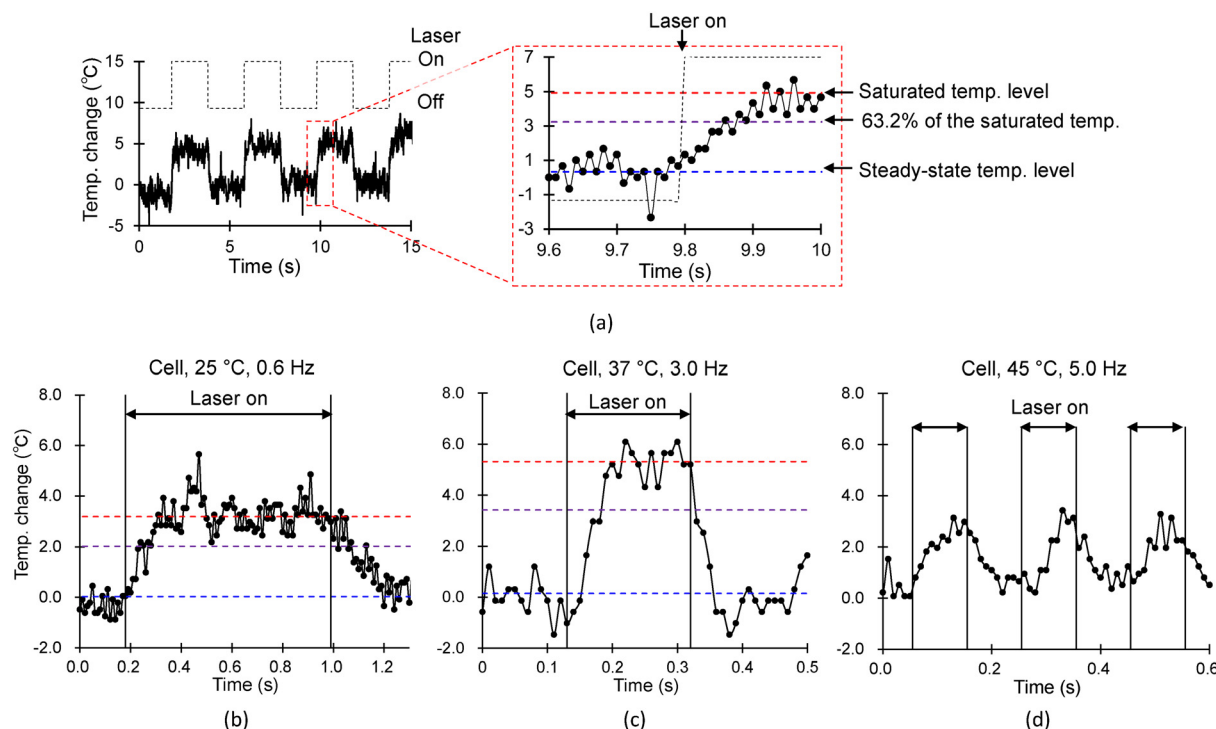 Laser
On
Off
Temp. change (℃)
15
10
5
0
-5
0
5
10
15
Time (s)
Laser on
7
5
3
1
-1
-3
9.6
9.7
9.8
9.9
10
Time (s)
Saturated temp. level
63.2% of the saturated temp.
Steady-state temp. level
(a)
Cell, 25 °C, 0.6 Hz
Laser on
Temp. change (℃)
8.0
6.0
4.0
2.0
0.0
-2.0
0.0
0.2
0.4
0.6
0.8
1.0
1.2
Time (s)
(b)
Cell, 37 °C, 3.0 Hz
Laser on
8.0
6.0
4.0
2.0
0.0
-2.0
0
0.1
0.2
0.3
0.4
0.5
Time (s)
(c)
Cell, 45 °C, 5.0 Hz
Laser on
8.0
6.0
4.0
2.0
0.0
-2.0
0.0
0.2
0.4
0.6
Time (s)
(d)